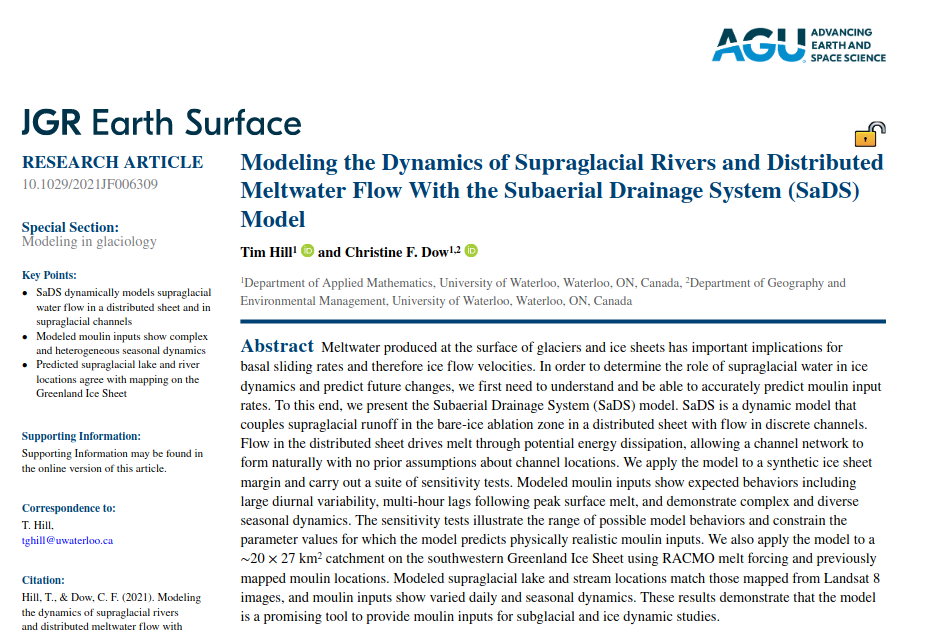 AGU ADVANCING
EARTH AND
SPACE SCIENCE
JGR Earth Surface
RESEARCH ARTICLE
10.1029/2021JF006309
Special Section:
Modeling in glaciology
Key Points:
• SaDS dynamically models supraglacial
water flow in a distributed sheet and in
supraglacial channels
• Modeled moulin inputs show complex
and heterogeneous seasonal dynamics
• Predicted supraglacial lake and river
locations agree with mapping on the
Greenland Ice Sheet
Supporting Information:
Supporting Information may be found in
the online version of this article.
Correspondence to:
T. Hill,
tghill@uwaterloo.ca
Citation:
Hill, T., & Dow, C. F. (2021). Modeling
the dynamics of supraglacial rivers
and distributed meltwater flow with
Modeling the Dynamics of Supraglacial Rivers and Distributed
Meltwater Flow With the Subaerial Drainage System (SaDS)
Model
Tim Hill¹ iD and Christine F. Dow¹,² iD
¹Department of Applied Mathematics, University of Waterloo, Waterloo, ON, Canada, ²Department of Geography and
Environmental Management, University of Waterloo, Waterloo, ON, Canada
Abstract Meltwater produced at the surface of glaciers and ice sheets has important implications for
basal sliding rates and therefore ice flow velocities. In order to determine the role of supraglacial water in ice
dynamics and predict future changes, we first need to understand and be able to accurately predict moulin input
rates. To this end, we present the Subaerial Drainage System (SaDS) model. SaDS is a dynamic model that
couples supraglacial runoff in the bare-ice ablation zone in a distributed sheet with flow in discrete channels.
Flow in the distributed sheet drives melt through potential energy dissipation, allowing a channel network to
form naturally with no prior assumptions about channel locations. We apply the model to a synthetic ice sheet
margin and carry out a suite of sensitivity tests. Modeled moulin inputs show expected behaviors including
large diurnal variability, multi-hour lags following peak surface melt, and demonstrate complex and diverse
seasonal dynamics. The sensitivity tests illustrate the range of possible model behaviors and constrain the
parameter values for which the model predicts physically realistic moulin inputs. We also apply the model to a
~20 × 27 km² catchment on the southwestern Greenland Ice Sheet using RACMO melt forcing and previously
mapped moulin locations. Modeled supraglacial lake and stream locations match those mapped from Landsat 8
images, and moulin inputs show varied daily and seasonal dynamics. These results demonstrate that the model
is a promising tool to provide moulin inputs for subglacial and ice dynamic studies.